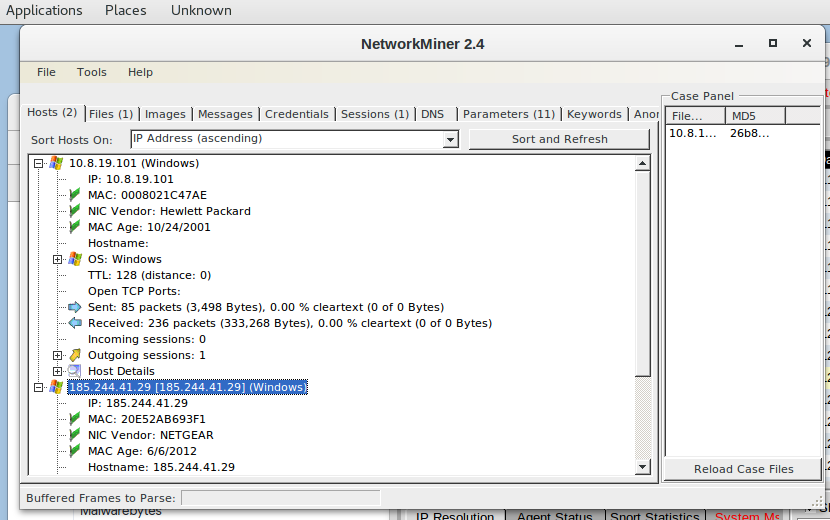 Applications Places Unknown
NetworkMiner 2.4
File Tools Help
Hosts (2) Files (1) Images Messages Credentials Sessions (1) DNS Parameters (11) Keywords
Sort Hosts On: IP Address (ascending) Sort and Refresh
10.8.19.101 (Windows)
IP: 10.8.19.101
MAC: 0008021C47AE
NIC Vendor: Hewlett Packard
MAC Age: 10/24/2001
Hostname:
OS: Windows
TTL: 128 (distance: 0)
Open TCP Ports:
Sent: 85 packets (3,498 Bytes), 0.00 % cleartext (0 of 0 Bytes)
Received: 236 packets (333,268 Bytes), 0.00 % cleartext (0 of 0 Bytes)
Incoming sessions: 0
Outgoing sessions: 1
Host Details
185.244.41.29 [185.244.41.29] (Windows)
IP: 185.244.41.29
MAC: 20E52AB693F1
NIC Vendor: NETGEAR
MAC Age: 6/6/2012
Hostname: 185.244.41.29
Case Panel
File... MD5
10.8.1... 26b8...
Reload Case Files
Buffered Frames to Parse:
Malwarebytes
IP Resolution Agent Status Snort Statistics System Ms